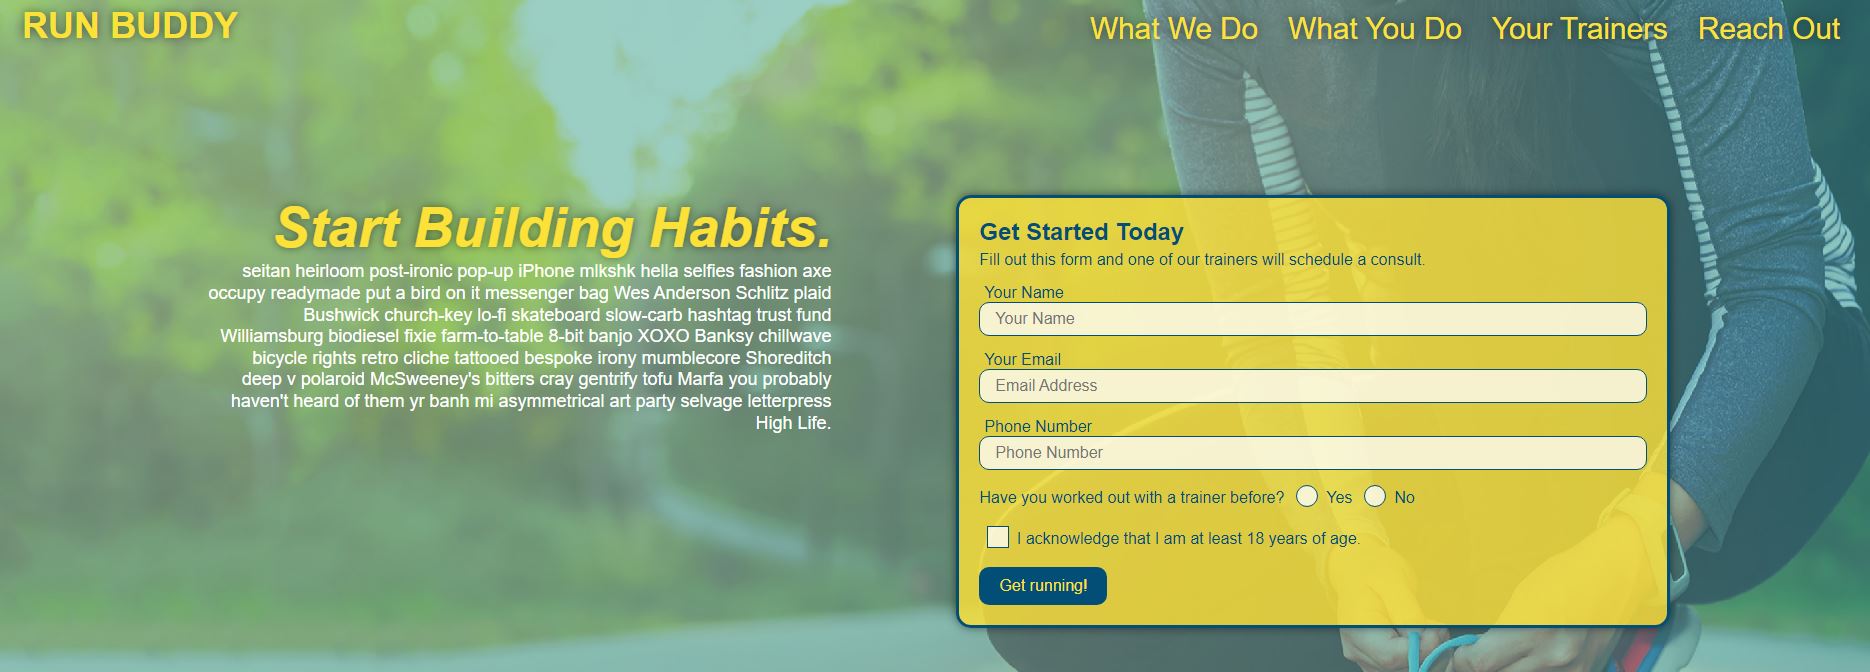 RUN BUDDY
What We Do What You Do Your Trainers Reach Out
Start Building Habits.
seitan heirloom post-ironic pop-up iPhone mlkshk hella selfies fashion axe
occupy readymade put a bird on it messenger bag Wes Anderson Schlitz plaid
Bushwick church-key lo-fi skateboard slow-carb hashtag trust fund
Williamsburg biodiesel fixie farm-to-table 8-bit banjo XOXO Banksy chillwave
bicycle rights retro cliche tattooed bespoke irony mumblecore Shoreditch
deep v polaroid McSweeney's bitters cray gentrify tofu Marfa you probably
haven't heard of them yr banh mi asymmetrical art party selvage letterpress
High Life.
Get Started Today
Fill out this form and one of our trainers will schedule a consult.
Your Name
Your Name
Your Email
Email Address
Phone Number
Phone Number
Have you worked out with a trainer before? Yes No
I acknowledge that I am at least 18 years of age.
Get running!